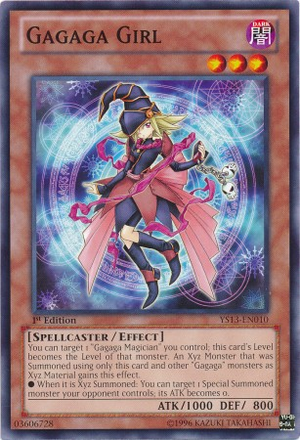 GAGAGA GIRL
DARK
闇
1st Edition
YS13-EN010
[SPELLCASTER / EFFECT]
You can target 1 "Gagaga Magician" you control; this card's Level
becomes the Level of that monster. An Xyz Monster that was
Summoned using only this card and other "Gagaga" monsters as
Xyz Material gains this effect.
● When it is Xyz Summoned: You can target 1 Special Summoned
monster your opponent controls; its ATK becomes 0.
ATK/1000 DEF/ 800
03606728
©1996 KAZUKI TAKAHASHI